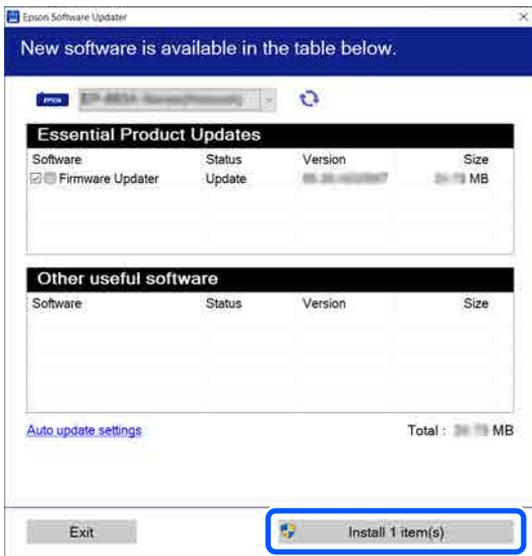 Epson Software Updater
New software is available in the table below.
EPSON
Essential Product Updates
Software Status Version Size
Firmware Updater Update MB
Other useful software
Software Status Version Size
Auto update settings Total : MB
Exit Install 1 item(s)